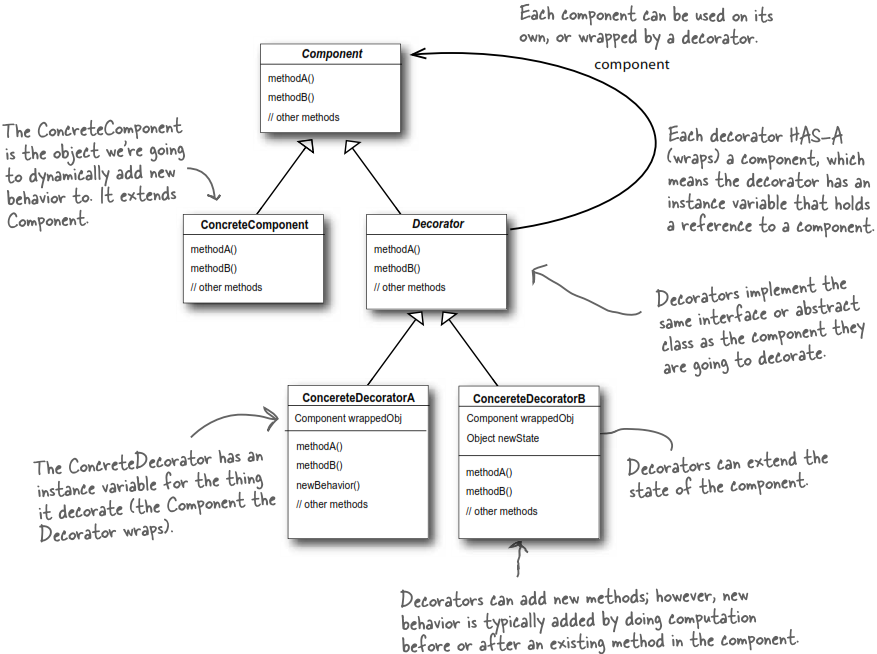 Each component can be used on its
own, or wrapped by a decorator.
component
Component
methodA()
methodB()
// other methods
The ConcreteComponent
is the object we're going
to dynamically add new
behavior to. It extends
Component.
Each decorator HAS-A
(wraps) a component, which
means the decorator has an
instance variable that holds
a reference to a component.
ConcreteComponent
methodA()
methodB()
// other methods
Decorator
methodA()
methodB()
// other methods
Decorators implement the
same interface or abstract
class as the component they
are going to decorate.
ConcereteDecoratorA
Component wrappedObj
methodA()
methodB()
newBehavior()
// other methods
ConcereteDecoratorB
Component wrappedObj
Object newState
methodA()
methodB()
// other methods
The ConcreteDecorator has an
instance variable for the thing
it decorate (the Component the
Decorator wraps).
Decorators can extend the
state of the component.
Decorators can add new methods; however, new
behavior is typically added by doing computation
before or after an existing method in the component.